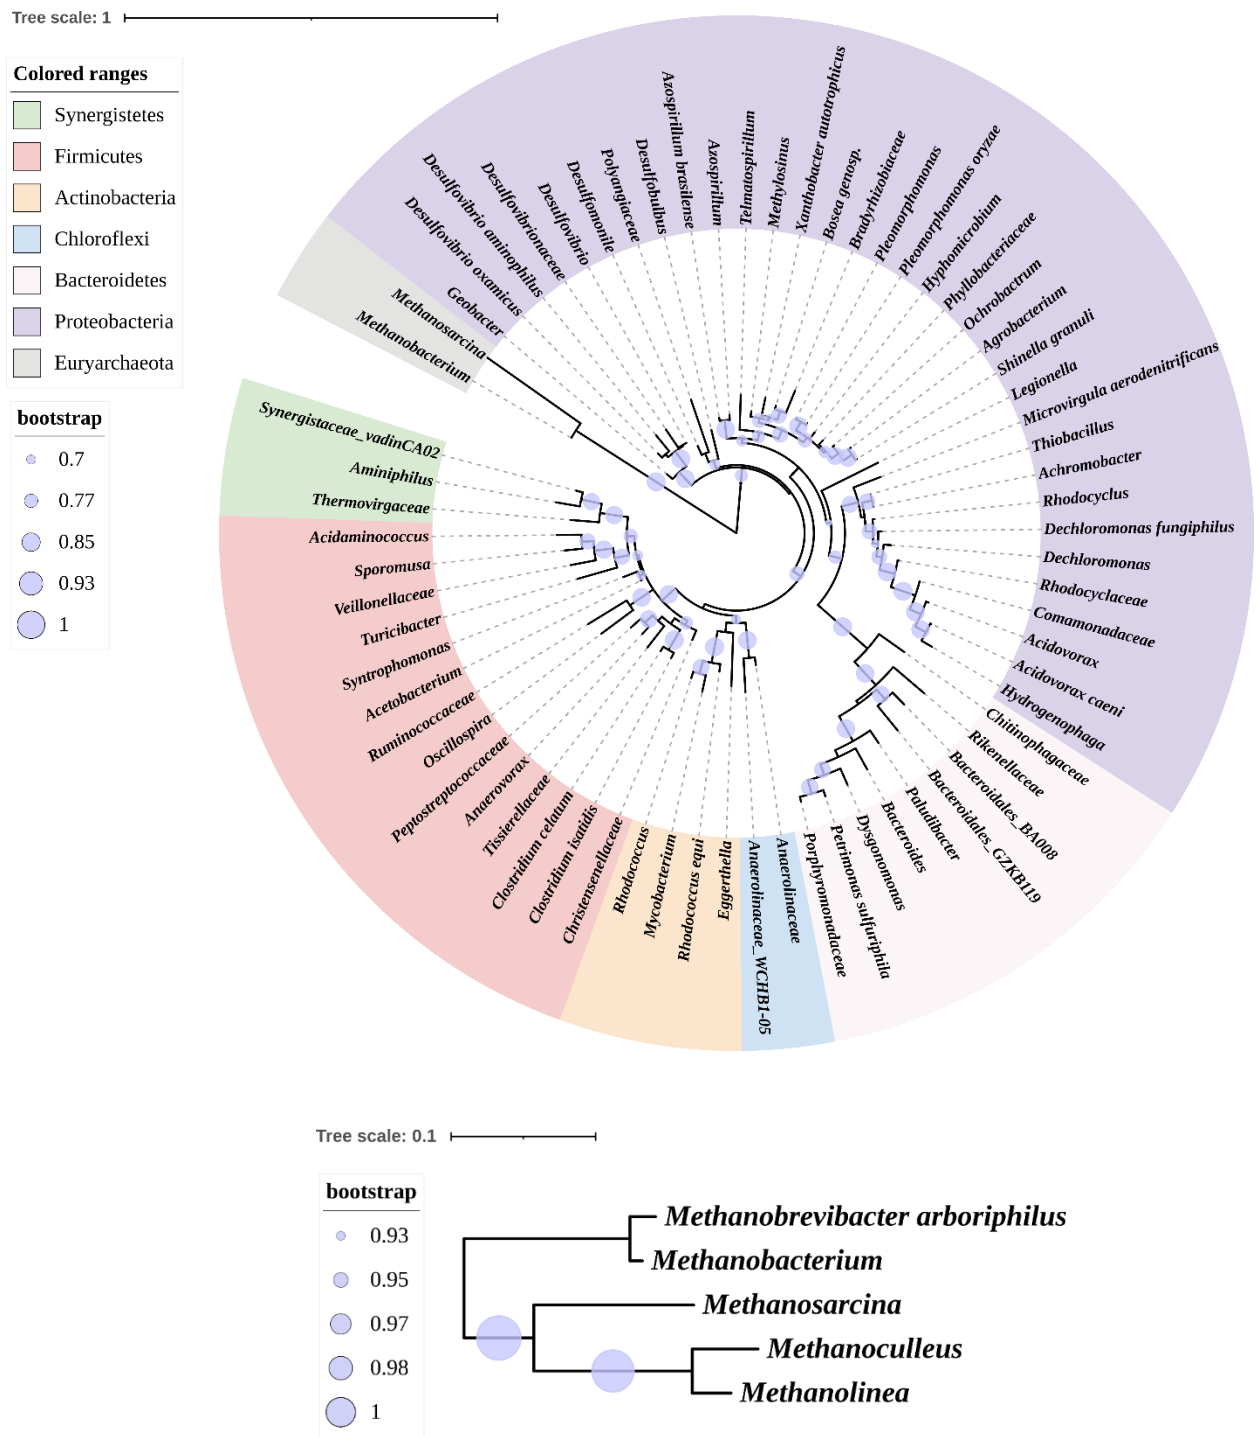 Tree scale: 1
Colored ranges
Synergistetes
Firmicutes
Actinobacteria
Chloroflexi
Bacteroidetes
Proteobacteria
Euryarchaeota
bootstrap
0.7
0.77
0.85
0.93
1
Methanobacterium
Methanosarcina
Geobacter
Desulfovibrio oxamicus
Desulfovibrio aminophilus
Desulfovibrionaceae
Desulfovibrio
Desulfomonile
Polyangiaceae
Desulfobulbus
Azospirillum brasilense
Azospirillum
Telmatospirillum
Methylosinus
Xanthobacter autotrophicus
Bosea genosp.
Bradyrhizobiaceae
Pleomorphomonas
Pleomorphomonas oryzae
Hyphomicrobium
Phyllobacteriaceae
Ochrobactrum
Agrobacterium
Shinella granuli
Legionella
Microvirgula aerodenitrificans
Thiobacillus
Achromobacter
Rhodocyclus
Dechloromonas fungiphilus
Dechloromonas
Rhodocyclaceae
Comamonadaceae
Acidovorax
Acidovorax caeni
Hydrogenophaga
Chitinophagaceae
Rikenellaceae
Bacteroidales_BA008
Bacteroidales_GZKB119
Paludibacter
Bacteroides
Dysgonomonas
Petrimonas sulfuriphila
Porphyromonadaceae
Anaerolinaceae
Anaerolinaceae_WCHB1-05
Eggerthella
Rhodococcus equi
Mycobacterium
Rhodococcus
Christensenellaceae
Clostridium isatidis
Clostridium celatum
Tissierellaceae
Anaerovorax
Peptostreptococcaceae
Oscillospira
Ruminococcaceae
Acetobacterium
Syntrophomonas
Turicibacter
Veillonellaceae
Sporomusa
Acidaminococcus
Thermovirgaceae
Aminiphilus
Synergistaceae_vadinCA02
Tree scale: 0.1
bootstrap
0.93
0.95
0.97
0.98
1
Methanobrevibacter arboriphilus
Methanobacterium
Methanosarcina
Methanoculleus
Methanolinea